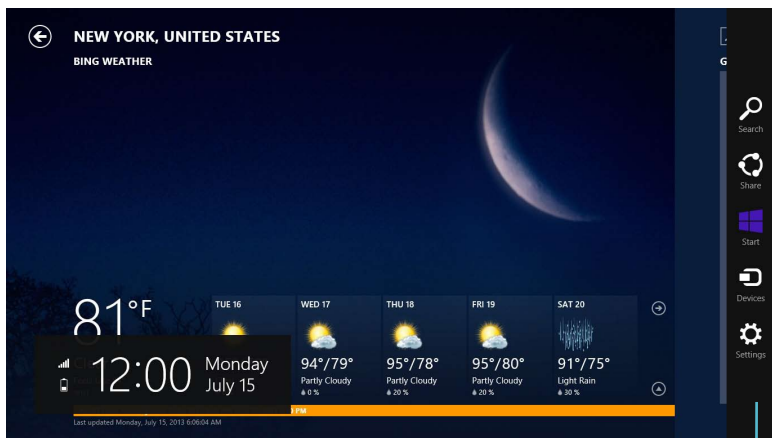 NEW YORK, UNITED STATES
BING WEATHER
G
Search
Share
Start
Devices
Settings
81°F
TUE 16
WED 17
94°/79°
Partly Cloudy
0 %
THU 18
95°/78°
Partly Cloudy
20 %
FRI 19
95°/80°
Partly Cloudy
20 %
SAT 20
91°/75°
Light Rain
30 %
12:00
Monday
July 15
PM
Last updated Monday, July 15, 2013 6:06:04 AM